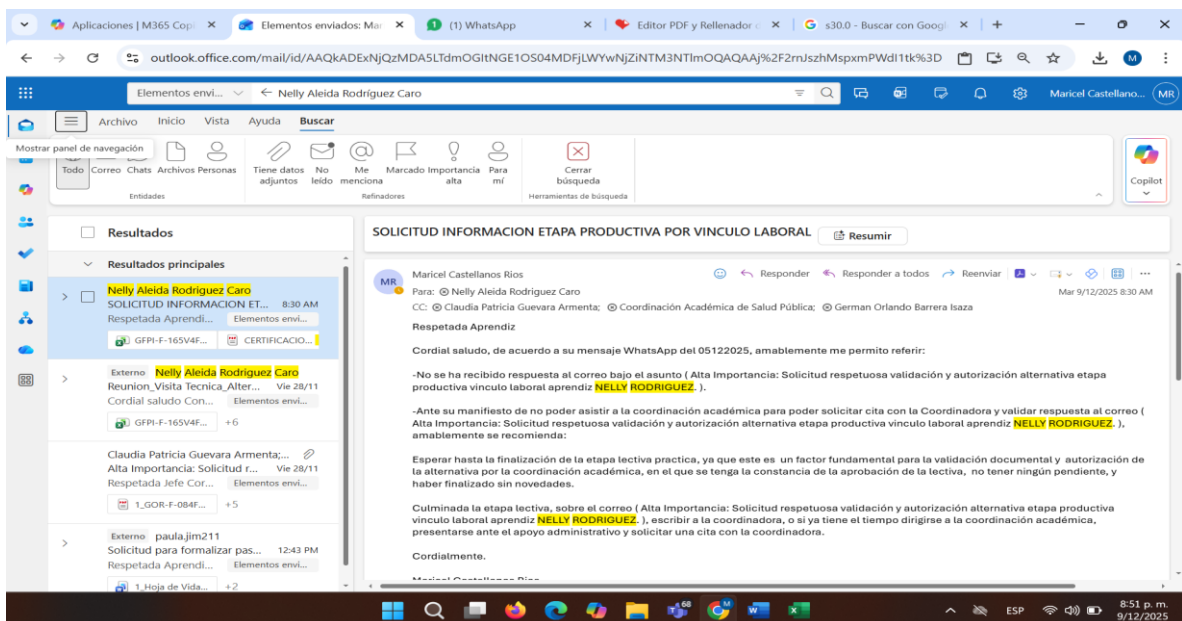 Aplicaciones | M365 Cop
Elementos enviados: Mar
(1) WhatsApp
Editor PDF y Rellenador
s30.0 - Buscar con Goog
outlook.office.com/mail/id/
M
Elementos envi...
Nelly Aleida Rodríguez Caro
Maricel Castellano...
MR
Archivo Inicio Vista Ayuda Buscar
Mostrar panel de navegación
Todo Correo Chats Archivos Personas
Tiene datos adjuntos
No leído
Me menciona
Marcado
Importancia alta
Para mí
Cerrar búsqueda
Copilot
Entidades
Refinadores
Herramientas de búsqueda
Resultados
Resultados principales
Nelly Aleida Rodriguez Caro
SOLICITUD INFORMACION ET... 8:30 AM
Respetada Aprendi... Elementos envi...
GFPI-F-165V4F... CERTIFICACIO...
Externo Nelly Aleida Rodriguez Caro
Reunion_Visita Tecnica_Alter... Vie 28/11
Cordial saludo Con... Elementos envi...
GFPI-F-165V4F... +6
Claudia Patricia Guevara Armenta;...
Alta Importancia: Solicitud r... Vie 28/11
Respetada Jefe Cor... Elementos envi...
1_GOR-F-084F... +5
Externo paula.jim211
Solicitud para formalizar pas... 12:43 PM
Respetada Aprendi... Elementos envi...
1_Hoja de Vida... +2
SOLICITUD INFORMACION ETAPA PRODUCTIVA POR VINCULO LABORAL
Resumir
MR
Maricel Castellanos Rios
Responder Responder a todos Reenviar
Para: Nelly Aleida Rodriguez Caro
Mar 9/12/2025 8:30 AM
CC: Claudia Patricia Guevara Armenta; Coordinación Académica de Salud Pública; German Orlando Barrera Isaza
Respetada Aprendiz
Cordial saludo, de acuerdo a su mensaje WhatsApp del 05122025, amablemente me permito referir:
-No se ha recibido respuesta al correo bajo el asunto ( Alta Importancia: Solicitud respetuosa validación y autorización alternativa etapa
productiva vinculo laboral aprendiz NELLY RODRIGUEZ. ).
-Ante su manifiesto de no poder asistir a la coordinación académica para poder solicitar cita con la Coordinadora y validar respuesta al correo (
Alta Importancia: Solicitud respetuosa validación y autorización alternativa etapa productiva vinculo laboral aprendiz NELLY RODRIGUEZ. ),
amablemente se recomienda:
Esperar hasta la finalización de la etapa lectiva practica, ya que este es un factor fundamental para la validación documental y autorización de
la alternativa por la coordinación académica, en el que se tenga la constancia de la aprobación de la lectiva, no tener ningún pendiente, y
haber finalizado sin novedades.
Culminada la etapa lectiva, sobre el correo ( Alta Importancia: Solicitud respetuosa validación y autorización alternativa etapa productiva
vinculo laboral aprendiz NELLY RODRIGUEZ. ), escribir a la coordinadora, o si ya tiene el tiempo dirigirse a la coordinación académica,
presentarse ante el apoyo administrativo y solicitar una cita con la coordinadora.
Cordialmente.
Maricel Castellanos Rios
68
ESP
8:51 p. m.
9/12/2025